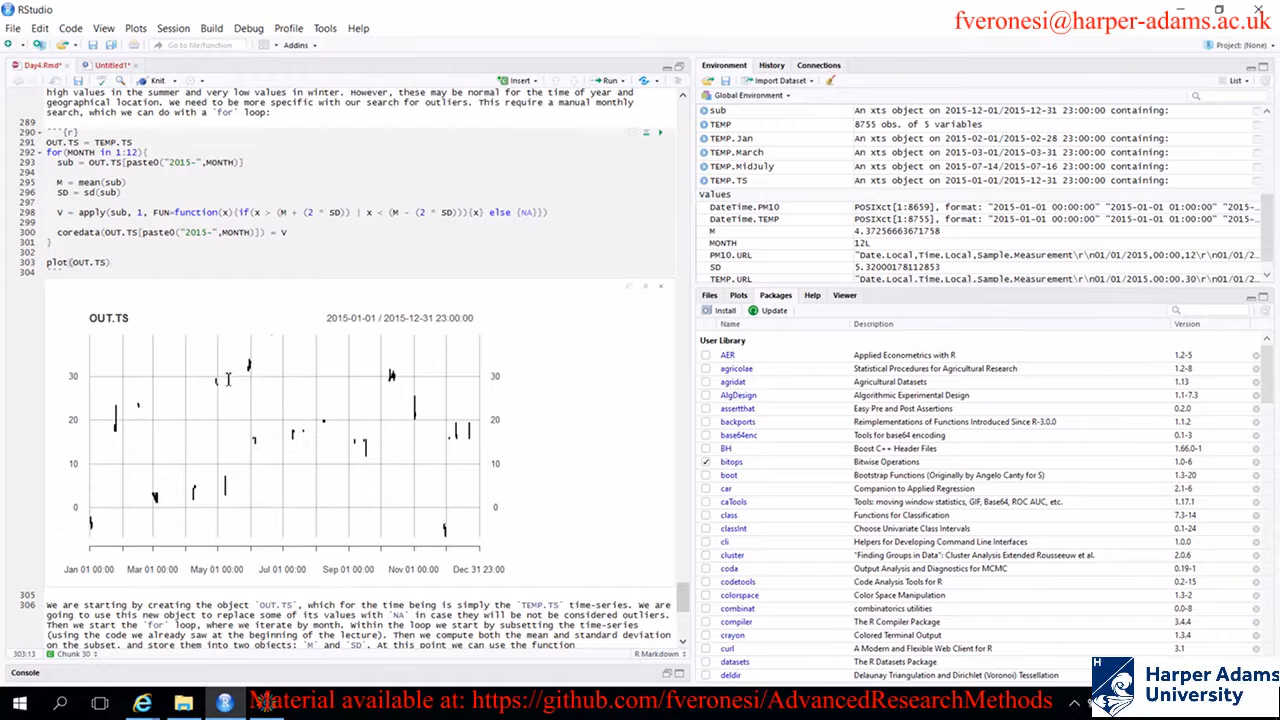 RStudio
fveronesi@harper-adams.ac.uk
File Edit Code View Plots Session Build Debug Profile Tools Help
Go to file/function Addins
Project: (None)
Day4.Rmd* Untitled1*
Knit Insert Run
high values in the summer and very low values in winter. However, these may be normal for the time of year and
geographical location. we need to be more specific with our search for outliers. This require a manual monthly
search, which we can do with a `for` loop:
289
290 ```{r}
291 OUT.TS = TEMP.TS
292 for(MONTH in 1:12){
293 sub = OUT.TS[paste0("2015-",MONTH)]
294
295 M = mean(sub)
296 SD = sd(sub)
297
298 V = apply(sub, 1, FUN=function(x){if(x > (M + (2 * SD)) | x < (M - (2 * SD))){x} else {NA}})
299
300 coredata(OUT.TS[paste0("2015-",MONTH)]) = V
301 }
302
303 plot(OUT.TS)
304 ```
OUT.TS 2015-01-01 / 2015-12-31 23:00:00
30 30
20 20
10 10
0 0
Jan 01 00:00 Mar 01 00:00 May 01 00:00 Jul 01 00:00 Sep 01 00:00 Nov 01 00:00 Dec 31 23:00
305
306 We are starting by creating the object `OUT.TS`, which for the time being is simply the `TEMP.TS` time-series. We are
going to use this new object to replace some of its values with `NA` in case they will be not considered outliers.
Then we start the `for` loop, where we iterate by month. Within the loop we start by subsetting the time-series
(using the code we already saw at the beginning of the lecture). Then we compute both the mean and standard deviation
on the subset, and store them into two objects: `M` and `SD`. At this point we can use the function
303:13 Chunk 30 R Markdown
Console
Environment History Connections
Import Dataset List
Global Environment
sub An xts object on 2015-12-01/2015-12-31 23:00:00 containing:
TEMP 8755 obs. of 5 variables
TEMP.Jan An xts object on 2015-02-01/2015-02-28 23:00:00 containing:
TEMP.March An xts object on 2015-03-01/2015-03-31 23:00:00 containing:
TEMP.MidJuly An xts object on 2015-07-14/2015-07-16 23:00:00 containing:
TEMP.TS An xts object on 2015-01-01/2015-12-31 23:00:00 containing:
Values
DateTime.PM10 POSIXct[1:8659], format: "2015-01-01 00:00:00" "2015-01-01 01:00:00" "2015-…
DateTime.TEMP POSIXct[1:8755], format: "2015-01-01 00:00:00" "2015-01-01 01:00:00" "2015-…
M 4.37256663671758
MONTH 12L
PM10.URL "Date.Local,Time.Local,Sample.Measurement\r\n01/01/2015,00:00,12\r\n01/01/2…
SD 5.32000178112853
TEMP.URL "Date.Local,Time.Local,Sample.Measurement\r\n01/01/2015,00:00,30\r\n01/01/2…
Files Plots Packages Help Viewer
Install Update
Name Description Version
User Library
AER Applied Econometrics with R 1.2-5
agricolae Statistical Procedures for Agricultural Research 1.2-8
agridat Agricultural Datasets 1.13
AlgDesign Algorithmic Experimental Design 1.1-7.3
assertthat Easy Pre and Post Assertions 0.2.0
backports Reimplementations of Functions Introduced Since R-3.0.0 1.1.2
base64enc Tools for base64 encoding 0.1-3
BH Boost C++ Header Files 1.66.0-1
bitops Bitwise Operations 1.0-6
boot Bootstrap Functions (Originally by Angelo Canty for S) 1.3-20
car Companion to Applied Regression 2.1-6
caTools Tools: moving window statistics, GIF, Base64, ROC AUC, etc. 1.17.1
class Functions for Classification 7.3-14
classInt Choose Univariate Class Intervals 0.1-24
cli Helpers for Developing Command Line Interfaces 1.0.0
cluster "Finding Groups in Data": Cluster Analysis Extended Rousseeuw et al. 2.0.6
coda Output Analysis and Diagnostics for MCMC 0.19-1
codetools Code Analysis Tools for R 0.2-15
colorspace Color Space Manipulation 1.3-2
combinat combinatorics utilities 0.0-8
compiler The R Compiler Package 3.4.3
crayon Colored Terminal Output 1.3.4
curl A Modern and Flexible Web Client for R 3.1
datasets The R Datasets Package
deldir Delaunay Triangulation and Dirichlet (Voronoi) Tessellation
Material available at: https://github.com/fveronesi/AdvancedResearchMethods
Harper Adams
University